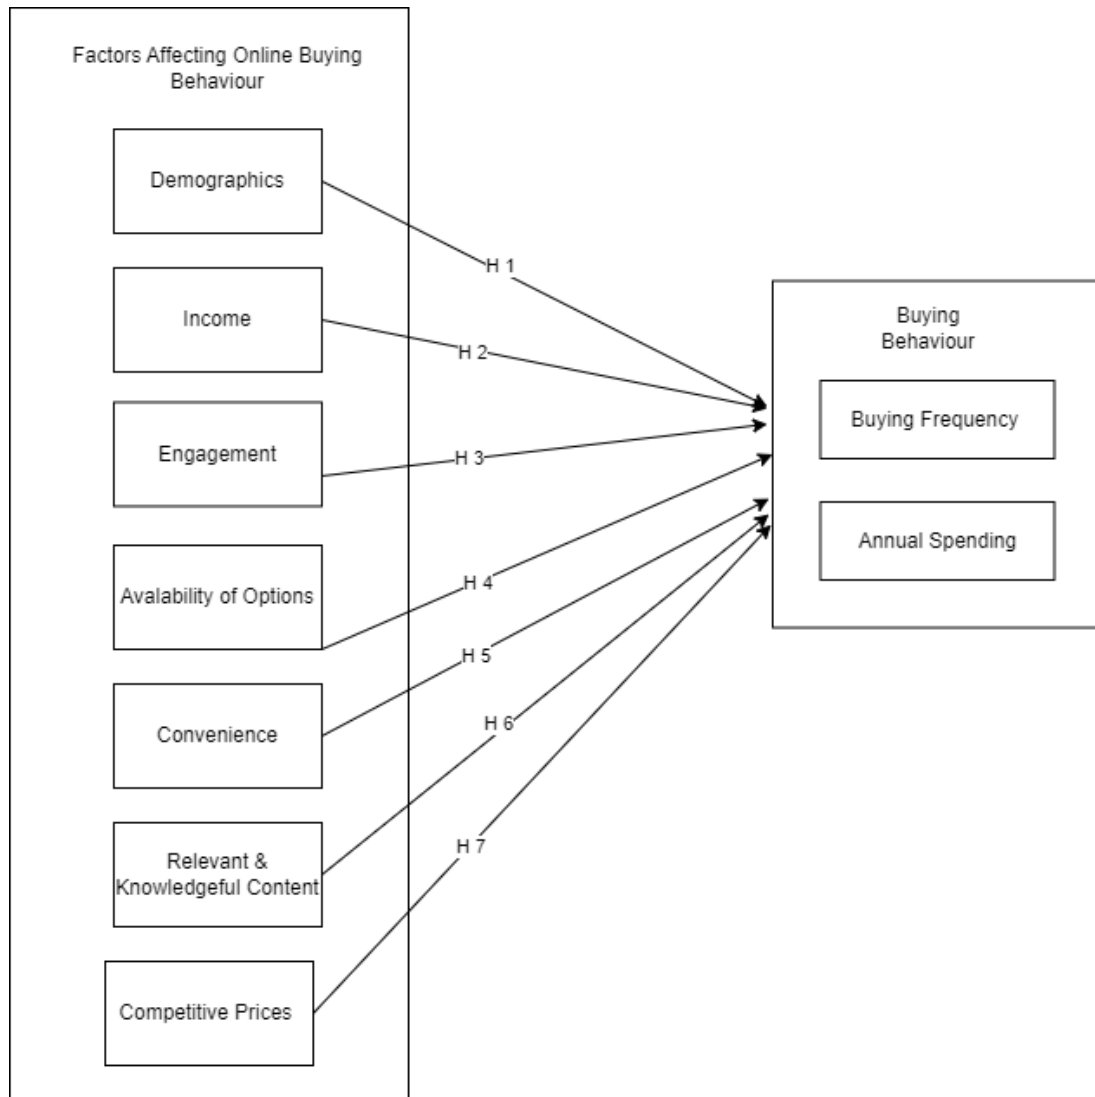 Factors Affecting Online Buying
Behaviour
Demographics
H 1
Income
H 2
Engagement
H 3
Avalability of Options
H 4
Convenience
H 5
Relevant &
Knowledgeful Content
H 6
Competitive Prices
H 7
Buying
Behaviour
Buying Frequency
Annual Spending